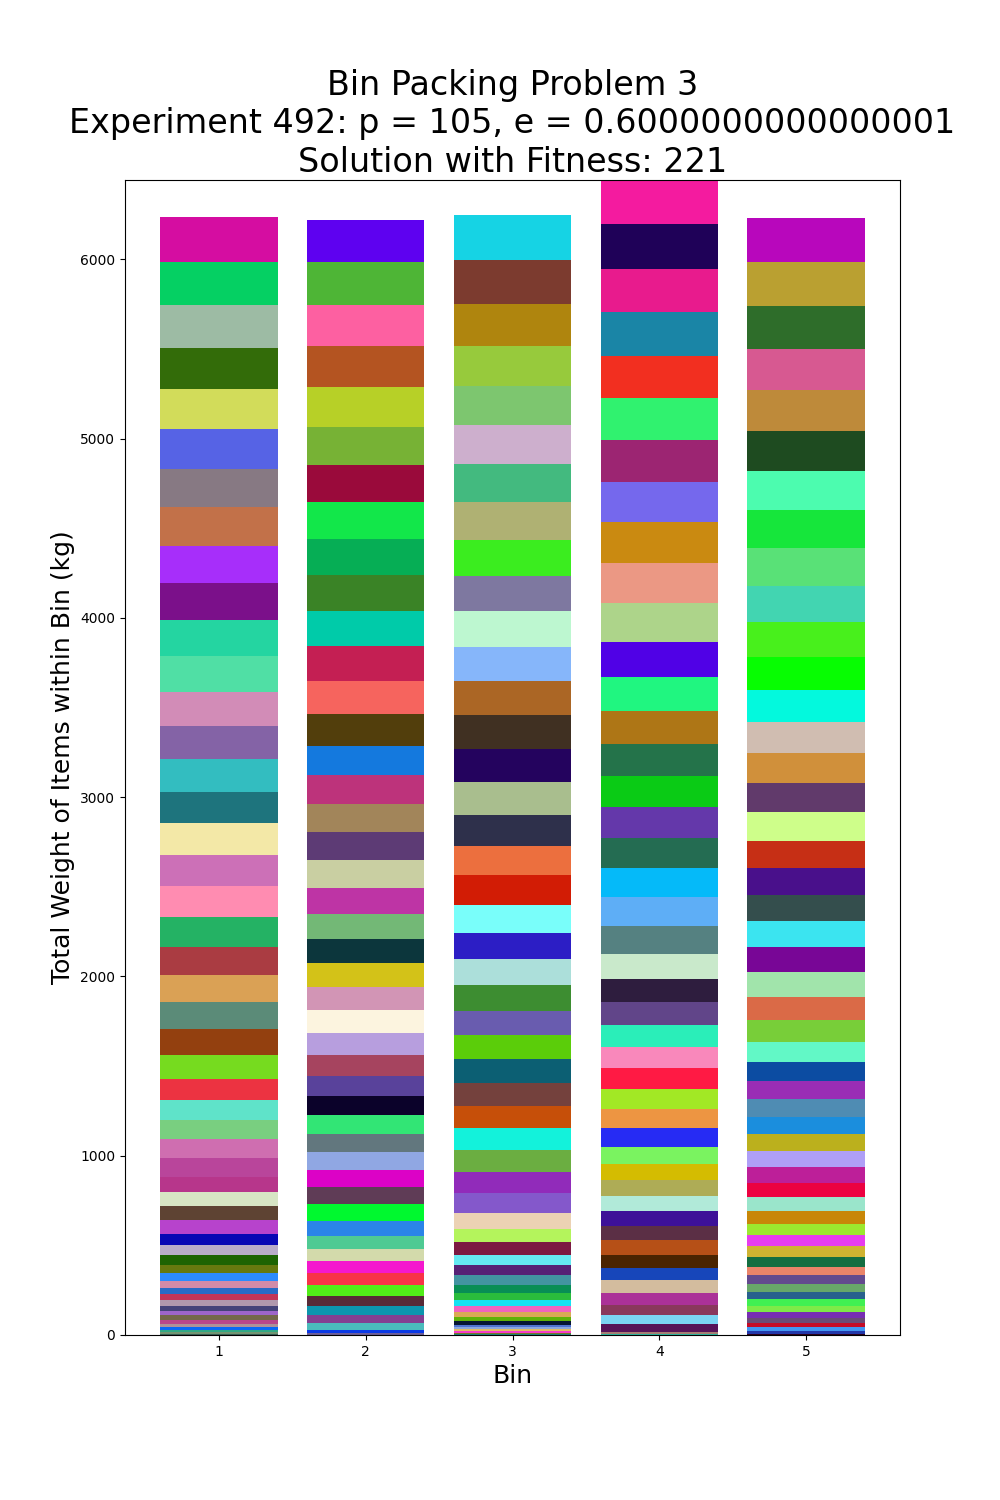 Bin Packing Problem 3
Experiment 492: p = 105, e = 0.6000000000000001
Solution with Fitness: 221
Total Weight of Items within Bin (kg)
6000
5000
4000
3000
2000
1000
0
1 2 3 4 5
Bin